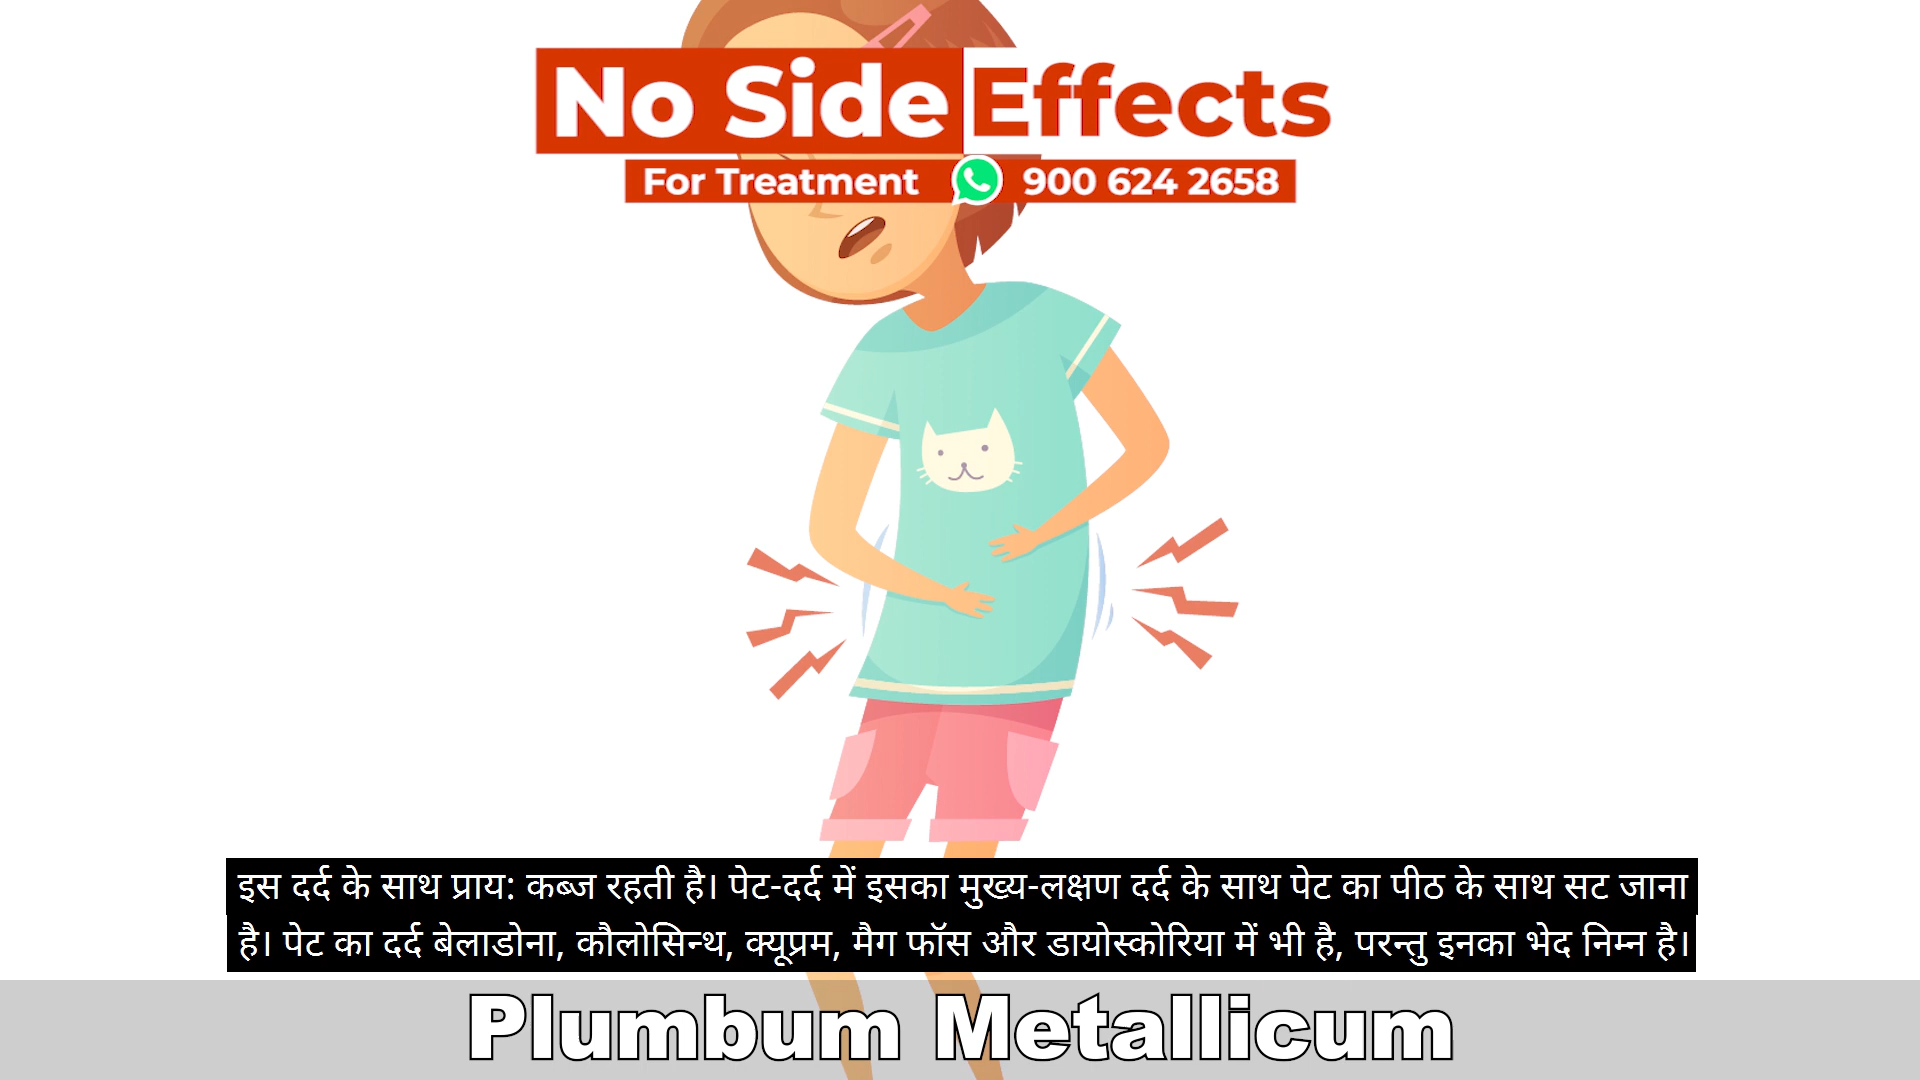 No Side Effects
For Treatment 900 624 2658
इस दर्द के साथ प्राय: कब्ज रहती है। पेट-दर्द में इसका मुख्य-लक्षण दर्द के साथ पेट का पीठ के साथ सट जाना
है। पेट का दर्द बेलाडोना, कौलोसिन्थ, क्यूप्रम, मैग फॉस और डायोस्कोरिया में भी है, परन्तु इनका भेद निम्न है।
Plumbum Metallicum